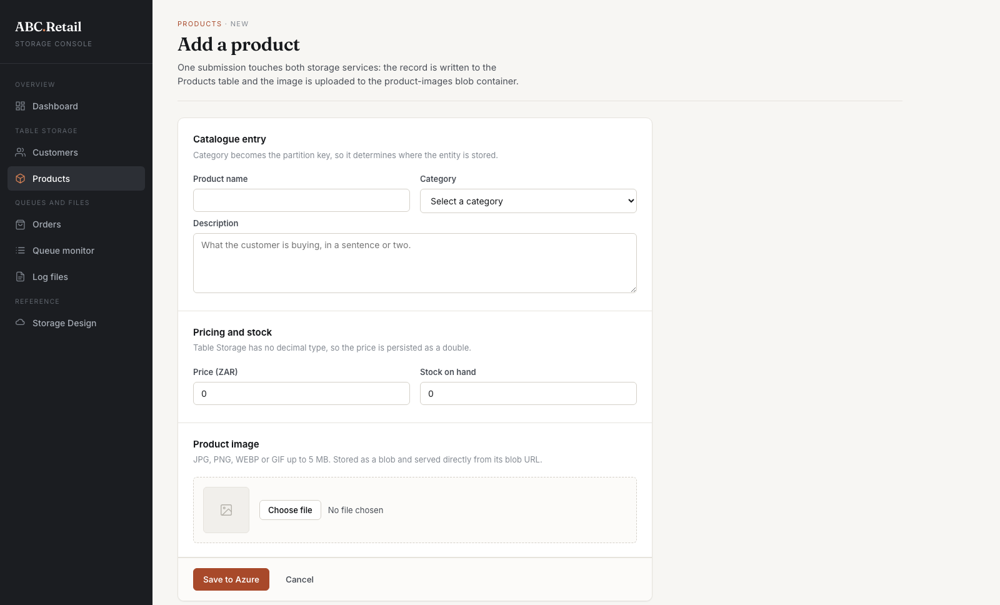 ABC.Retail
STORAGE CONSOLE
OVERVIEW
Dashboard
TABLE STORAGE
Customers
Products
QUEUES AND FILES
Orders
Queue monitor
Log files
REFERENCE
Storage Design
PRODUCTS · NEW
Add a product
One submission touches both storage services: the record is written to the
Products table and the image is uploaded to the product-images blob container.
Catalogue entry
Category becomes the partition key, so it determines where the entity is stored.
Product name
Category
Select a category
Description
What the customer is buying, in a sentence or two.
Pricing and stock
Table Storage has no decimal type, so the price is persisted as a double.
Price (ZAR)
Stock on hand
0
0
Product image
JPG, PNG, WEBP or GIF up to 5 MB. Stored as a blob and served directly from its blob URL.
Choose file
No file chosen
Save to Azure
Cancel